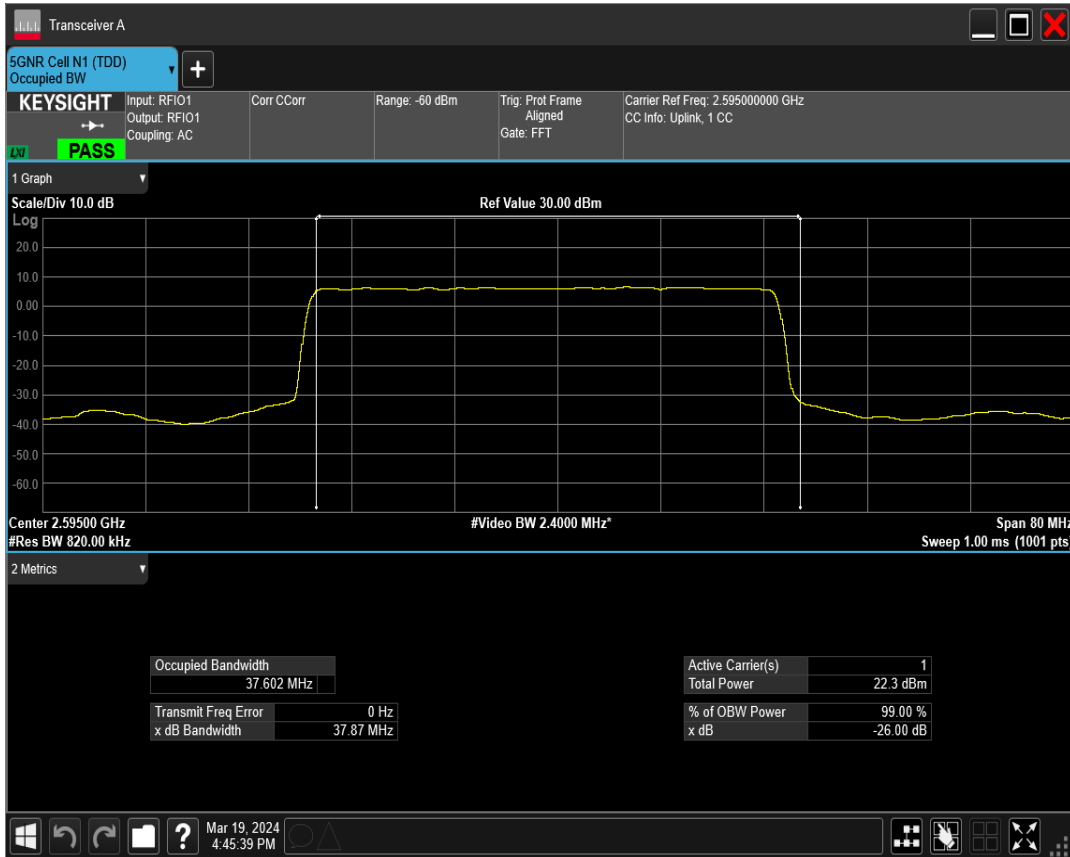 Transceiver A
5GNR Cell N1 (TDD)
Occupied BW
+
KEYSIGHT
LXI
PASS
Input: RFIO1
Output: RFIO1
Coupling: AC
Corr CCorr
Range: -60 dBm
Trig: Prot Frame
Aligned
Gate: FFT
Carrier Ref Freq: 2.595000000 GHz
CC Info: Uplink, 1 CC
1 Graph
Scale/Div 10.0 dB
Ref Value 30.00 dBm
Log
20.0
10.0
0.00
-10.0
-20.0
-30.0
-40.0
-50.0
-60.0
Center 2.59500 GHz
#Video BW 2.4000 MHz*
Span 80 MHz
#Res BW 820.00 kHz
Sweep 1.00 ms (1001 pts)
2 Metrics
Occupied Bandwidth
37.602 MHz
Transmit Freq Error 0 Hz
x dB Bandwidth 37.87 MHz
Active Carrier(s) 1
Total Power 22.3 dBm
% of OBW Power 99.00 %
x dB -26.00 dB
?
Mar 19, 2024
4:45:39 PM